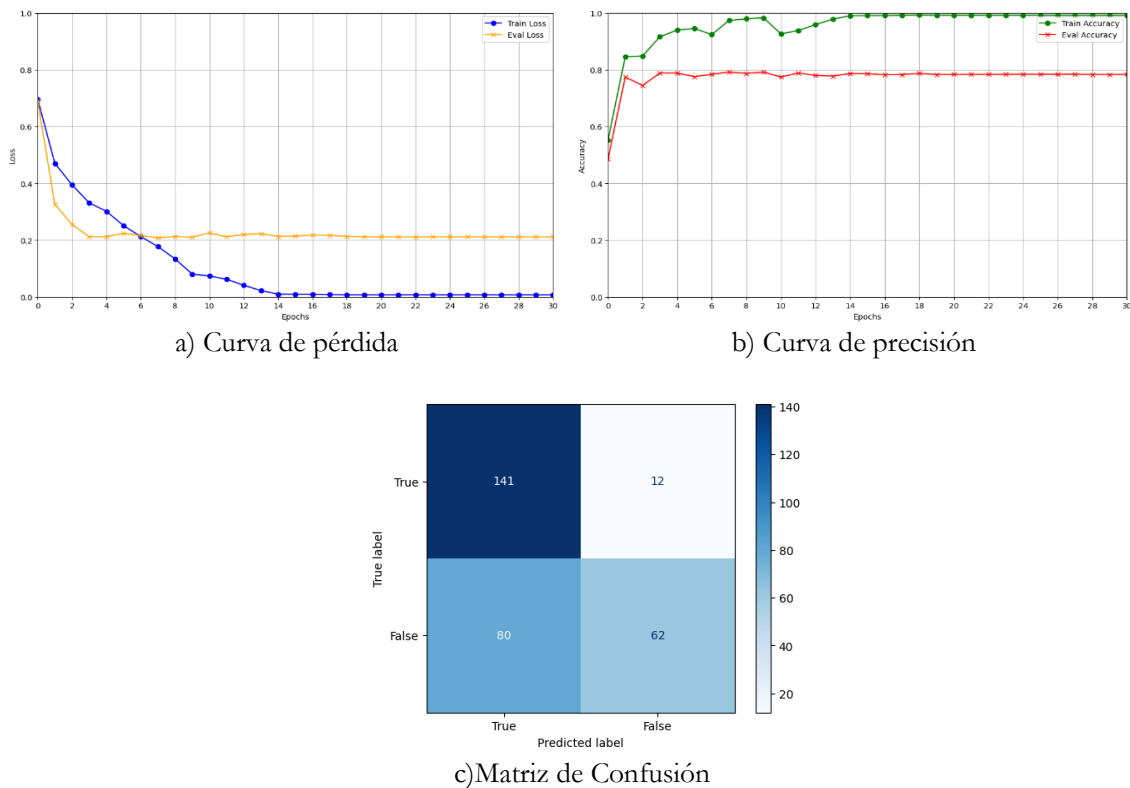 1.0
0.8
0.6
0.4
0.2
0.0
Loss
0 2 4 6 8 10 12 14 16 18 20 22 24 26 28 30
Epochs
Train Loss
Eval Loss
a) Curva de pérdida
1.0
0.8
0.6
0.4
0.2
0.0
Accuracy
0 2 4 6 8 10 12 14 16 18 20 22 24 26 28 30
Epochs
Train Accuracy
Eval Accuracy
b) Curva de precisión
True label
True
False
141 12
80 62
True False
Predicted label
140
120
100
80
60
40
20
c)Matriz de Confusión